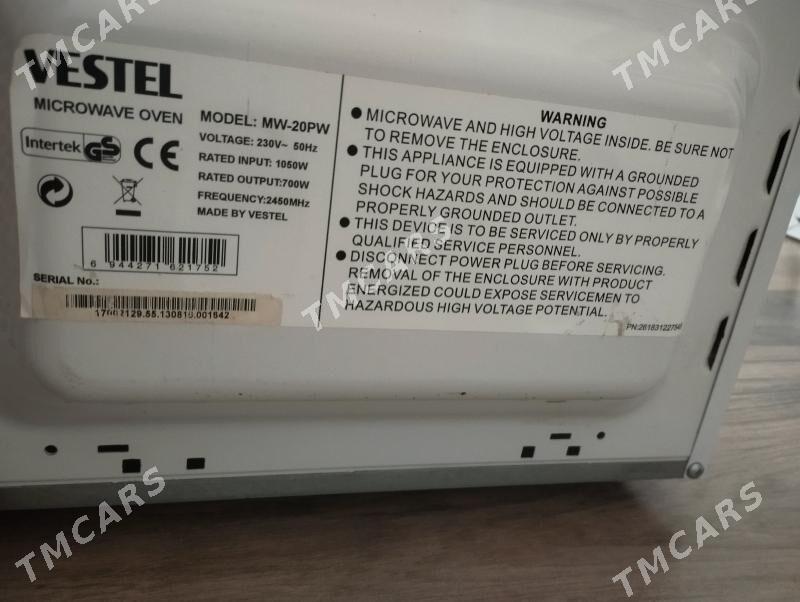 VESTEL
MICROWAVE OVEN
Intertek GS CE
MODEL: MW-20PW
VOLTAGE: 230V~ 50Hz
RATED INPUT: 1050W
RATED OUTPUT:700W
FREQUENCY:2450MHz
MADE BY VESTEL
6 944271 621752
SERIAL No.:
WARNING
● MICROWAVE AND HIGH VOLTAGE INSIDE. BE SURE NOT
TO REMOVE THE ENCLOSURE.
● THIS APPLIANCE IS EQUIPPED WITH A GROUNDED
PLUG FOR YOUR PROTECTION AGAINST POSSIBLE
SHOCK HAZARDS AND SHOULD BE CONNECTED TO A
PROPERLY GROUNDED OUTLET.
● THIS DEVICE IS TO BE SERVICED ONLY BY PROPERLY
QUALIFIED SERVICE PERSONNEL.
● DISCONNECT POWER PLUG BEFORE SERVICING.
REMOVAL OF THE ENCLOSURE WITH PRODUCT
ENERGIZED COULD EXPOSE SERVICEMEN TO
HAZARDOUS HIGH VOLTAGE POTENTIAL.
TMCARS
TMCARS
TMCARS
TMCARS
TMCARS